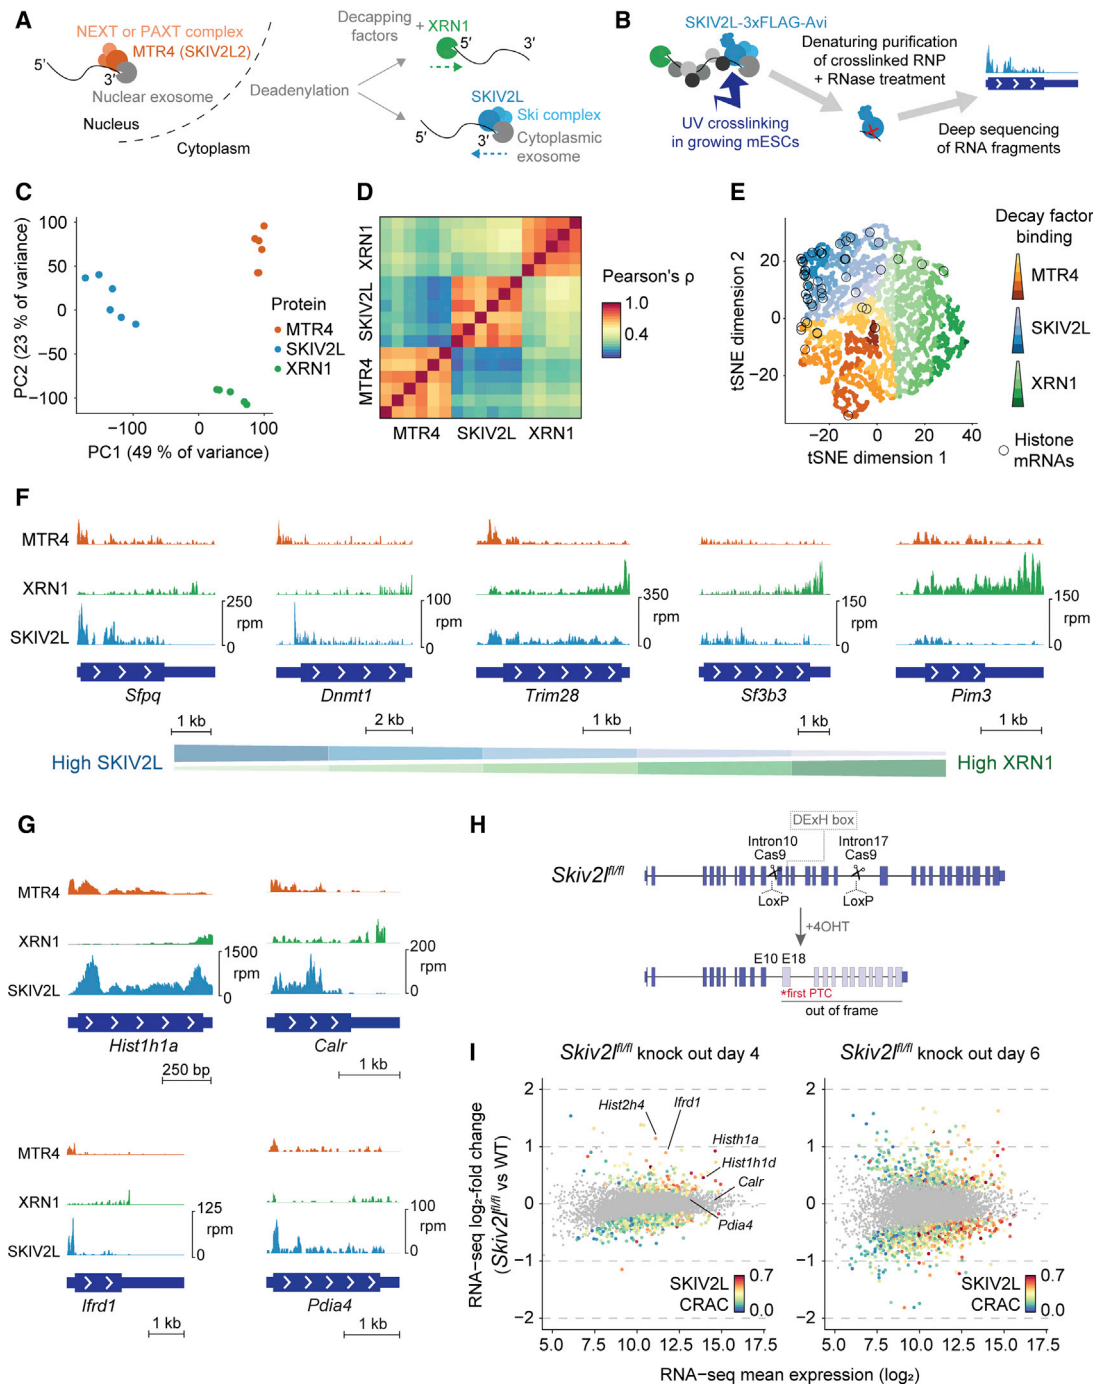 A
NEXT or PAXT complex
MTR4 (SKIV2L2)
5′
3′
Nuclear exosome
Nucleus
Cytoplasm
Deadenylation
Decapping
factors
+ XRN1
5′
3′
SKIV2L
Ski complex
5′
3′
Cytoplasmic
exosome
B
SKIV2L-3xFLAG-Avi
Denaturing purification
of crosslinked RNP
+ RNase treatment
UV crosslinking
in growing mESCs
Deep sequencing
of RNA fragments
C
PC2 (23 % of variance)
100
50
0
−50
−100
−100
0
100
PC1 (49 % of variance)
Protein
MTR4
SKIV2L
XRN1
D
XRN1
SKIV2L
MTR4
MTR4
SKIV2L
XRN1
Pearson's ρ
1.0
0.4
E
tSNE dimension 2
20
0
−20
−20
0
20
40
tSNE dimension 1
Decay factor
binding
MTR4
SKIV2L
XRN1
Histone
mRNAs
F
MTR4
XRN1
SKIV2L
250
rpm
0
100
rpm
0
350
rpm
0
150
rpm
0
150
rpm
0
Sfpq
Dnmt1
Trim28
Sf3b3
Pim3
1 kb
2 kb
1 kb
1 kb
1 kb
High SKIV2L
High XRN1
G
MTR4
XRN1
SKIV2L
1500
rpm
0
200
rpm
0
Hist1h1a
Calr
250 bp
1 kb
MTR4
XRN1
SKIV2L
125
rpm
0
100
rpm
0
Ifrd1
Pdia4
1 kb
1 kb
H
DExH box
Intron10
Cas9
Intron17
Cas9
Skiv2l fl/fl
LoxP
LoxP
+4OHT
E10 E18
*first PTC
out of frame
I
Skiv2l fl/fl knock out day 4
Skiv2l fl/fl knock out day 6
RNA−seq log₂-fold change
(Skiv2l fl/fl vs WT)
2
1
0
−1
−2
Hist2h4
Ifrd1
Histh1a
Hist1h1d
Calr
Pdia4
SKIV2L
CRAC
0.7
0.0
5.0
7.5
10.0
12.5
15.0
17.5
2
1
0
−1
−2
SKIV2L
CRAC
0.7
0.0
5.0
7.5
10.0
12.5
15.0
17.5
RNA−seq mean expression (log₂)